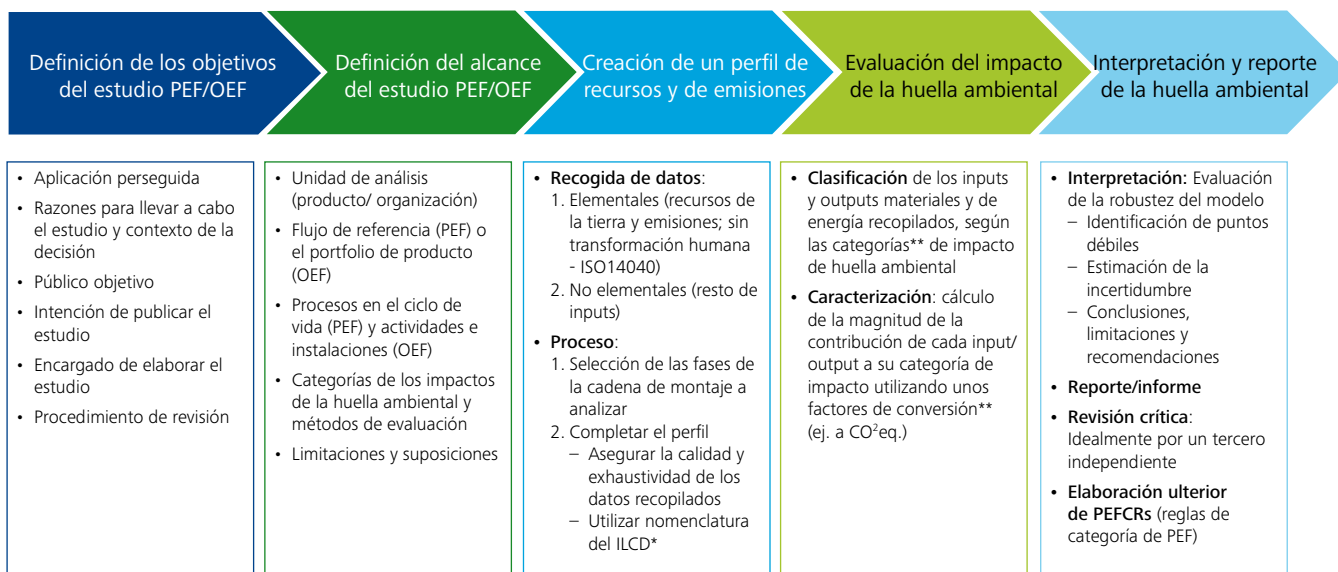 Definición de los objetivos
del estudio PEF/OEF
Definición del alcance
del estudio PEF/OEF
Creación de un perfil de
recursos y de emisiones
Evaluación del impacto
de la huella ambiental
Interpretación y reporte
de la huella ambiental
• Aplicación perseguida
• Razones para llevar a cabo
el estudio y contexto de la
decisión
• Público objetivo
• Intención de publicar el
estudio
• Encargado de elaborar el
estudio
• Procedimiento de revisión
• Unidad de análisis
(producto/ organización)
• Flujo de referencia (PEF) o
el portfolio de producto
(OEF)
• Procesos en el ciclo de
vida (PEF) y actividades e
instalaciones (OEF)
• Categorías de los impactos
de la huella ambiental y
métodos de evaluación
• Limitaciones y suposiciones
• Recogida de datos:
1. Elementales (recursos de
la tierra y emisiones; sin
transformación humana
- ISO14040)
2. No elementales (resto de
inputs)
• Proceso:
1. Selección de las fases de
la cadena de montaje a
analizar
2. Completar el perfil
– Asegurar la calidad y
exhaustividad de los
datos recopilados
– Utilizar nomenclatura
del ILCD*
• Clasificación de los inputs
y outputs materiales y de
energía recopilados, según
las categorías** de impacto
de huella ambiental
• Caracterización: cálculo
de la magnitud de la
contribución de cada input/
output a su categoría de
impacto utilizando unos
factores de conversión**
(ej. a CO²eq.)
• Interpretación: Evaluación
de la robustez del modelo
– Identificación de puntos
débiles
– Estimación de la
incertidumbre
– Conclusiones,
limitaciones y
recomendaciones
• Reporte/informe
• Revisión crítica:
Idealmente por un tercero
independiente
• Elaboración ulterior
de PEFCRs (reglas de
categoría de PEF)